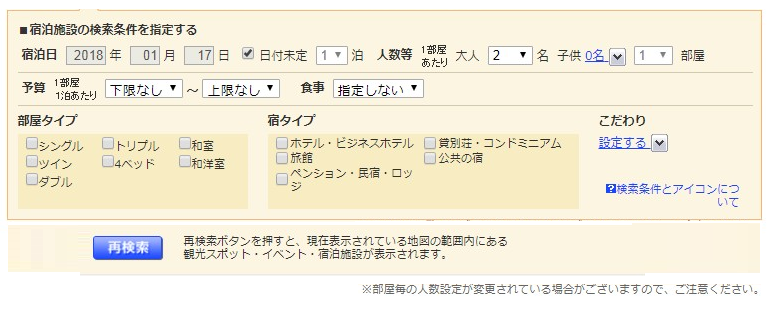 ■宿泊施設の検索条件を指定する
宿泊日 2018 年 01 月 17 日 日付未定 1 泊 人数等 1部屋あたり 大人 2 名 子供 0名 1 部屋
予算 1部屋1泊あたり 下限なし ～ 上限なし 食事 指定しない
部屋タイプ 宿タイプ こだわり
シングル トリプル 和室 ホテル・ビジネスホテル 貸別荘・コンドミニアム 設定する
ツイン 4ベッド 和洋室 旅館 公共の宿
ダブル ペンション・民宿・ロッ
ジ
?検索条件とアイコンにつ
いて
再検索 再検索ボタンを押すと、現在表示されている地図の範囲内にある
観光スポット・イベント・宿泊施設が表示されます。
※部屋毎の人数設定が変更されている場合がございますので、ご注意ください。